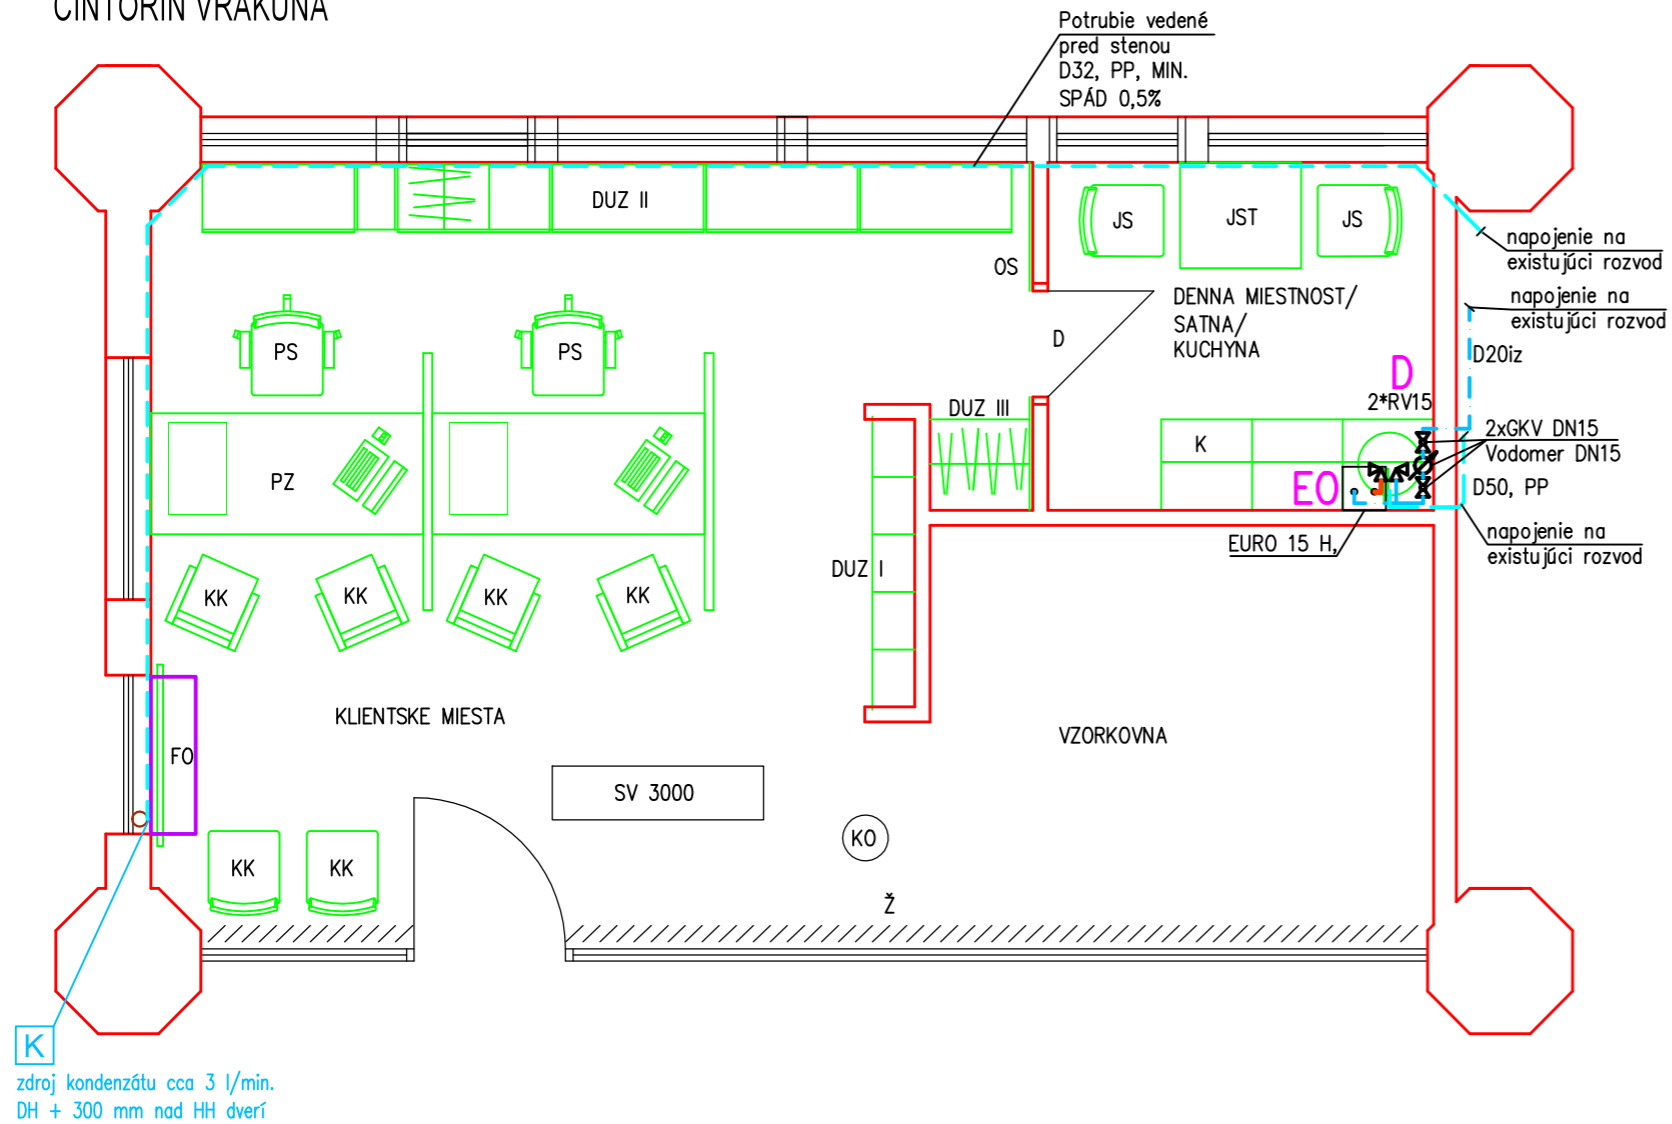 CINTORÍN VRAKUŇA
Potrubie vedené
pred stenou
D32, PP, MIN.
SPÁD 0,5%
DUZ II
JS
JST
JS
OS
napojenie na
existujúci rozvod
DENNA MIESTNOST/
SATNA/
KUCHYNA
napojenie na
existujúci rozvod
PS
PS
D
D20iz
D
2*RV15
DUZ III
K
2xGKV DN15
Vodomer DN15
PZ
EO
D50, PP
napojenie na
existujúci rozvod
EURO 15 H,
DUZ I
KK
KK
KK
KK
KLIENTSKE MIESTA
VZORKOVNA
FO
SV 3000
KO
KK
KK
Ž
K
zdroj kondenzátu cca 3 l/min.
DH + 300 mm nad HH dverí